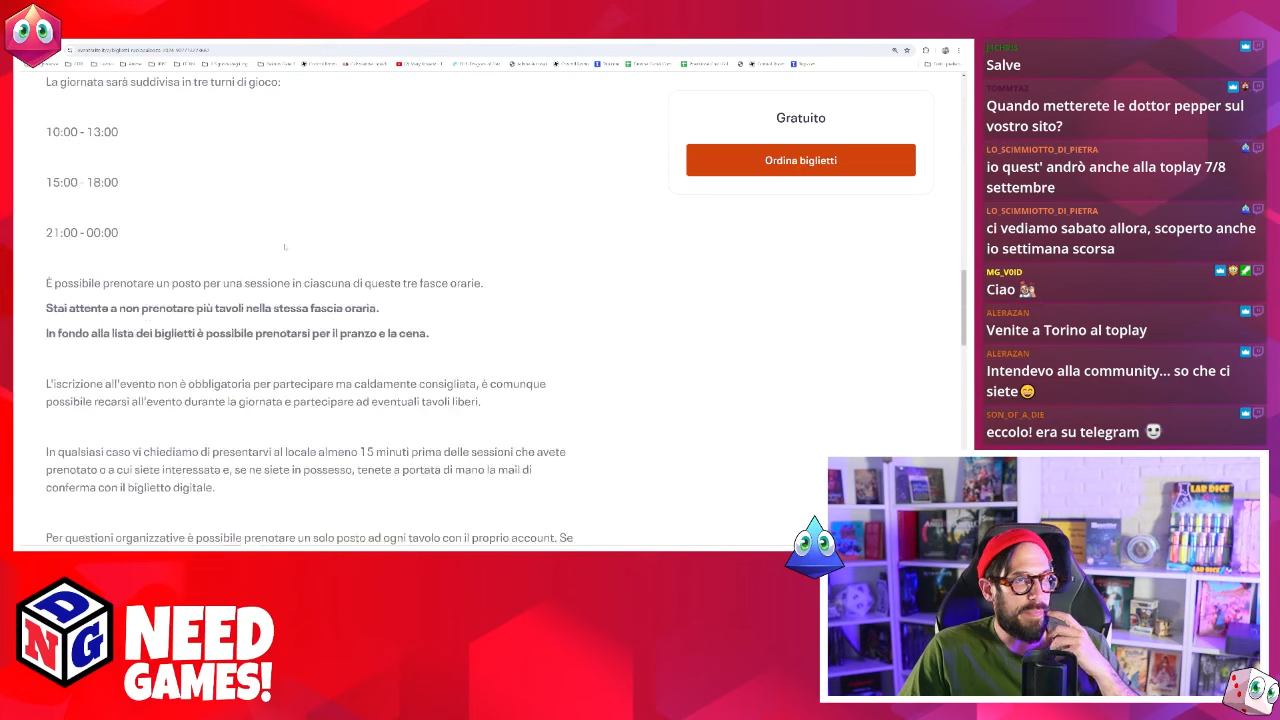 La giornata sarà suddivisa in tre turni di gioco:
10:00 - 13:00
15:00 - 18:00
21:00 - 00:00
È possibile prenotare un posto per una sessione in ciascuna di queste tre fasce orarie.
Stai attentə a non prenotare più tavoli nella stessa fascia oraria.
In fondo alla lista dei biglietti è possibile prenotarsi per il pranzo e la cena.
L'iscrizione all'evento non è obbligatoria per partecipare ma caldamente consigliata, è comunque
possibile recarsi all'evento durante la giornata e partecipare ad eventuali tavoli liberi.
In qualsiasi caso vi chiediamo di presentarvi al locale almeno 15 minuti prima delle sessioni che avete
prenotato o a cui siete interessatə e, se ne siete in possesso, tenete a portata di mano la mail di
conferma con il biglietto digitale.
Per questioni organizzative è possibile prenotare un solo posto ad ogni tavolo con il proprio account. Se
Gratuito
Ordina biglietti
Salve
TOMMTAZ
Quando metterete le dottor pepper sul
vostro sito?
LO_SCIMMIOTTO_DI_PIETRA
io quest' andrò anche alla toplay 7/8
settembre
LO_SCIMMIOTTO_DI_PIETRA
ci vediamo sabato allora, scoperto anche
io settimana scorsa
MG_V0ID
Ciao
ALERAZAN
Venite a Torino al toplay
ALERAZAN
Intendevo alla community... so che ci
siete
SON_OF_A_DIE
eccolo! era su telegram
LAB DICE
LAB DICE
D
N G
NEED
GAMES!